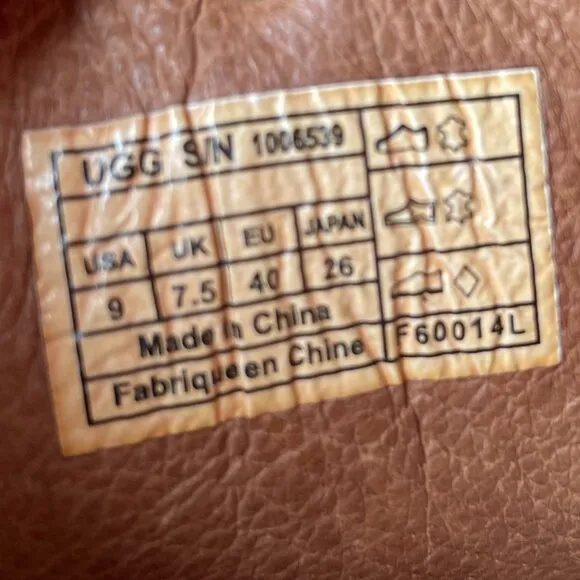 UGG S/N 1006539
USA UK EU JAPAN
9 7.5 40 26
Made in China
Fabrique en Chine
F60014L